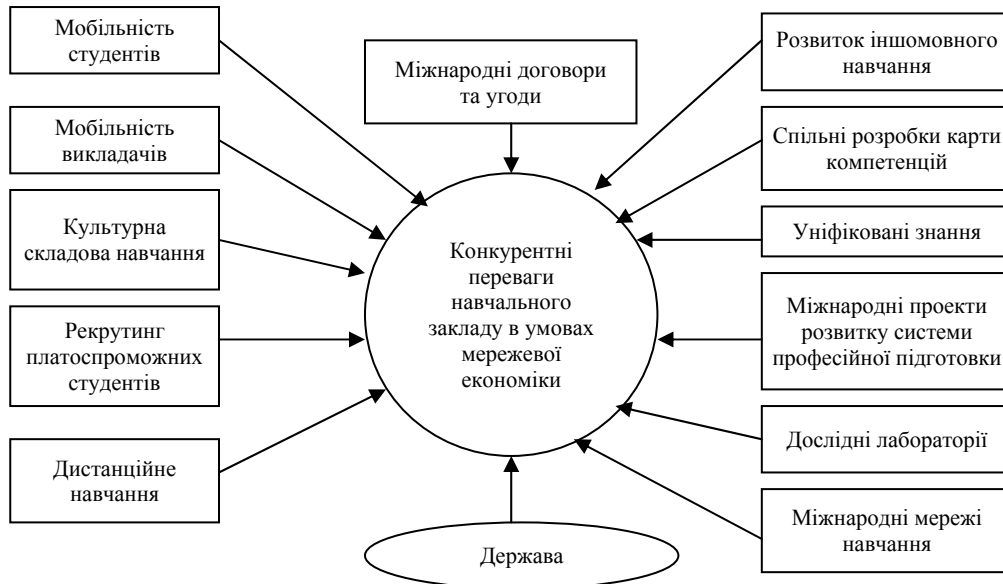 Мобільність
студентів
Мобільність
викладачів
Культурна
складова навчання
Рекрутинг
платоспроможних
студентів
Дистанційне
навчання
Міжнародні договори
та угоди
Конкурентні
переваги
навчального
закладу в умовах
мережевої
економіки
Держава
Розвиток іншомовного
навчання
Спільні розробки карти
компетенцій
Уніфіковані знання
Міжнародні проекти
розвитку системи
професійної підготовки
Дослідні лабораторії
Міжнародні мережі
навчання